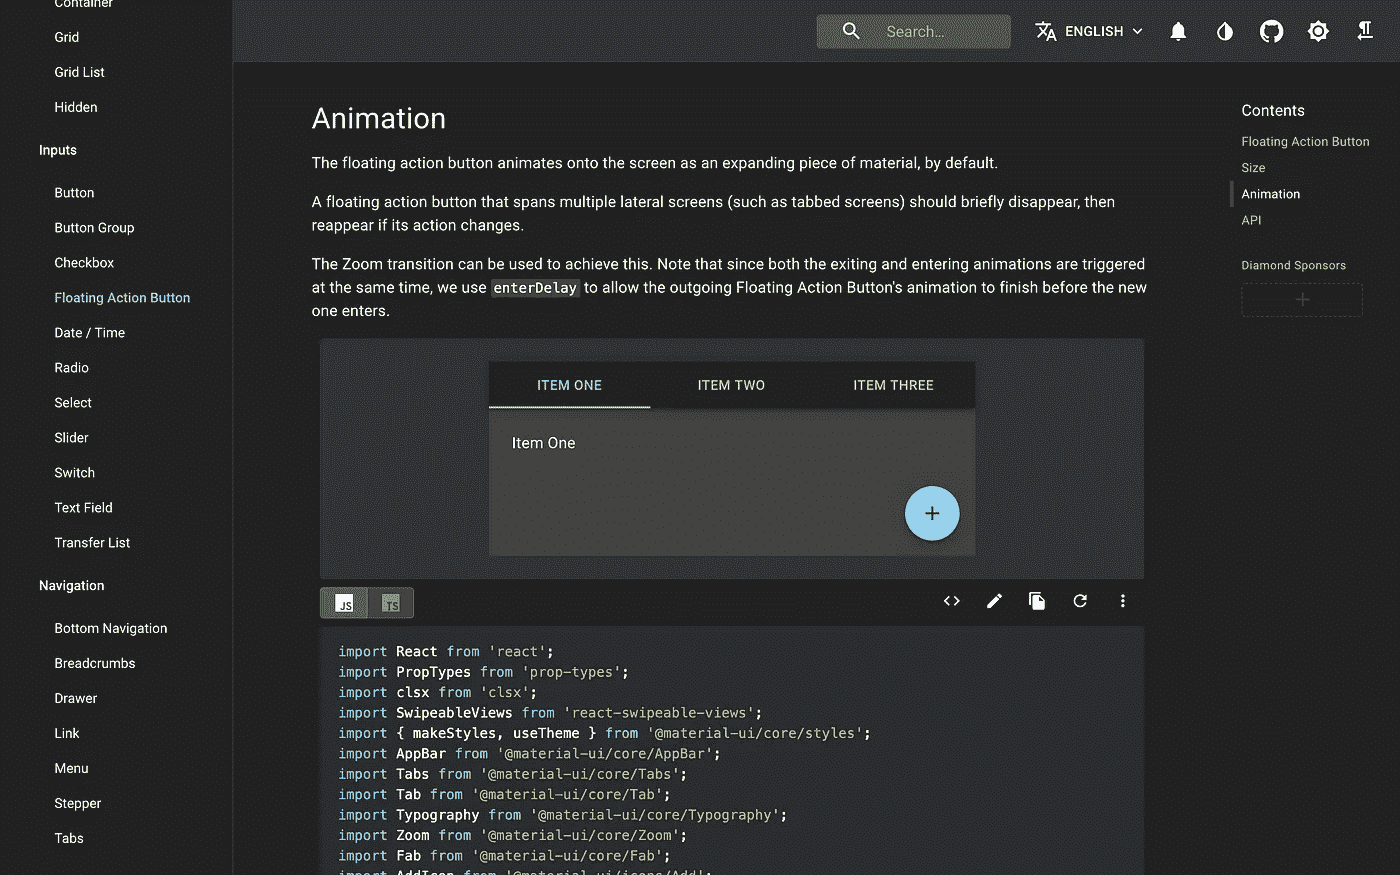 Container
Grid
Grid List
Hidden
Inputs
Button
Button Group
Checkbox
Floating Action Button
Date / Time
Radio
Select
Slider
Switch
Text Field
Transfer List
Navigation
Bottom Navigation
Breadcrumbs
Drawer
Link
Menu
Stepper
Tabs
Search…
ENGLISH
Animation
The floating action button animates onto the screen as an expanding piece of material, by default.
A floating action button that spans multiple lateral screens (such as tabbed screens) should briefly disappear, then
reappear if its action changes.
The Zoom transition can be used to achieve this. Note that since both the exiting and entering animations are triggered
at the same time, we use enterDelay to allow the outgoing Floating Action Button's animation to finish before the new
one enters.
ITEM ONE ITEM TWO ITEM THREE
Item One
JS TS
import React from 'react';
import PropTypes from 'prop-types';
import clsx from 'clsx';
import SwipeableViews from 'react-swipeable-views';
import { makeStyles, useTheme } from '@material-ui/core/styles';
import AppBar from '@material-ui/core/AppBar';
import Tabs from '@material-ui/core/Tabs';
import Tab from '@material-ui/core/Tab';
import Typography from '@material-ui/core/Typography';
import Zoom from '@material-ui/core/Zoom';
import Fab from '@material-ui/core/Fab';
import AddIcon from '@material-ui/icons/Add';
Contents
Floating Action Button
Size
Animation
API
Diamond Sponsors